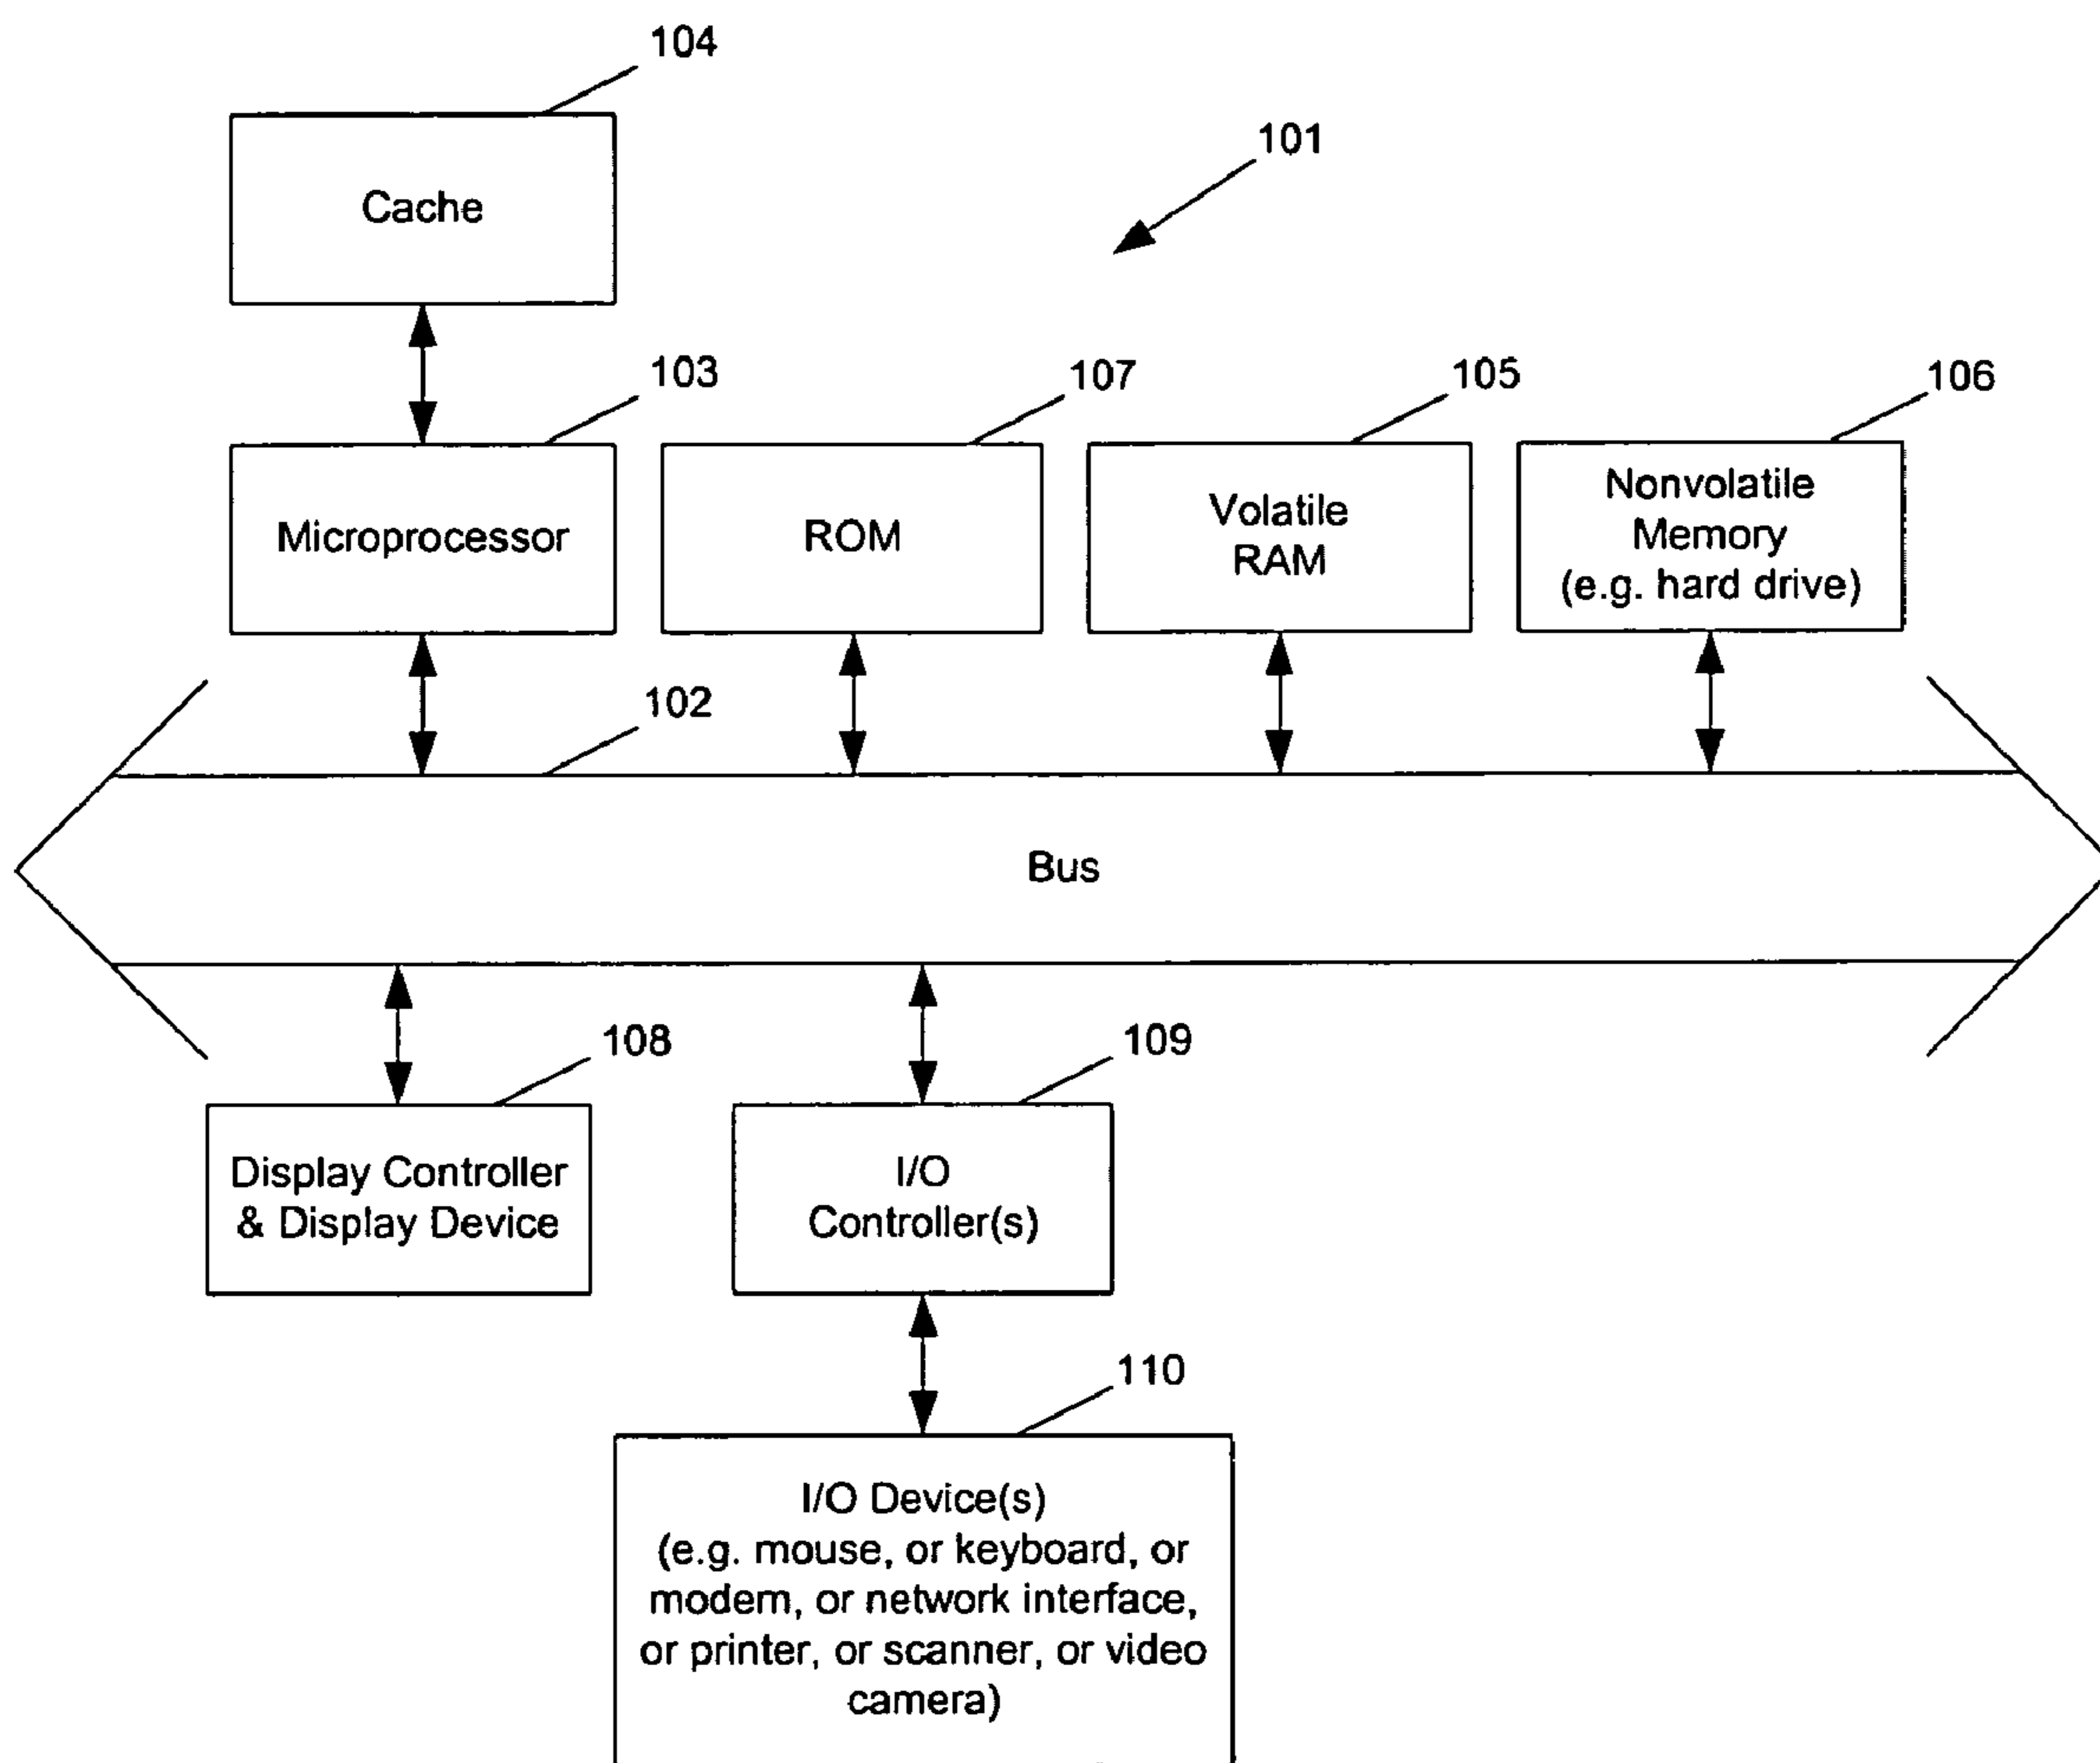 104
101
Cache
103
107
105
106
Microprocessor
ROM
Volatile
RAM
Nonvolatile
Memory
(e.g. hard drive)
102
Bus
108
109
Display Controller
& Display Device
I/O
Controller(s)
110
I/O Device(s)
(e.g. mouse, or keyboard, or
modem, or network interface,
or printer, or scanner, or video
camera)